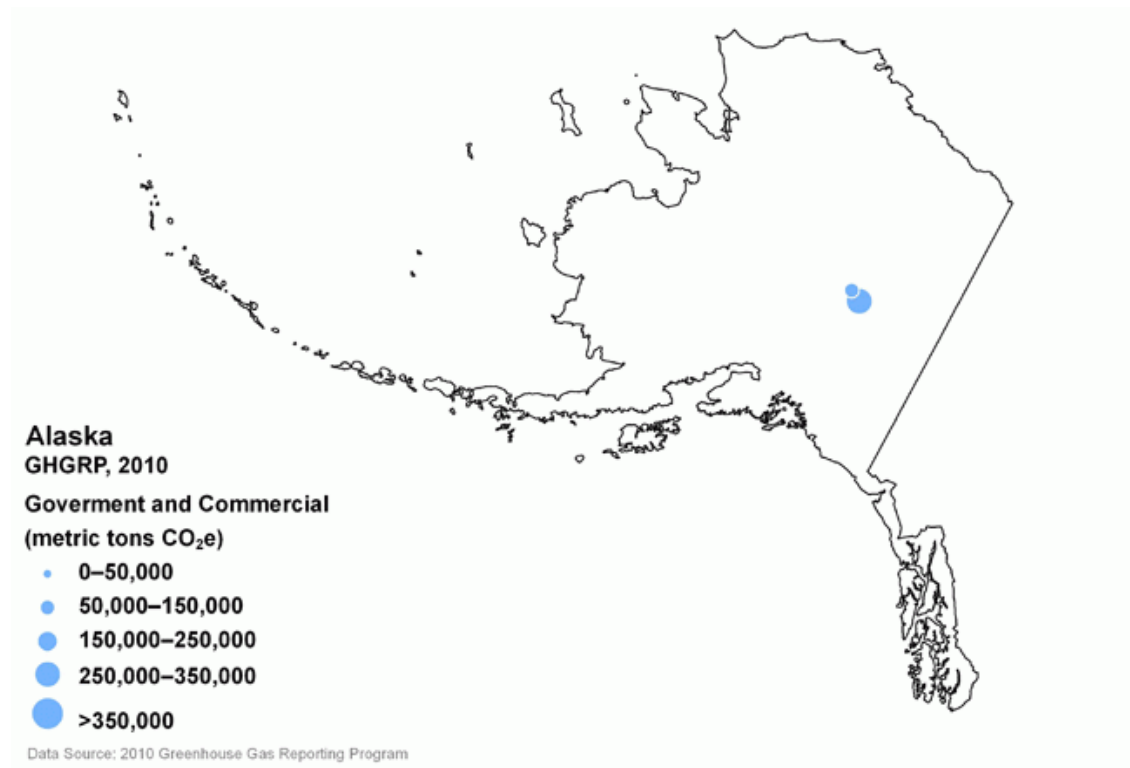 Alaska
GHGRP, 2010
Goverment and Commercial
(metric tons CO₂e)
0–50,000
50,000–150,000
150,000–250,000
250,000–350,000
>350,000
Data Source: 2010 Greenhouse Gas Reporting Program